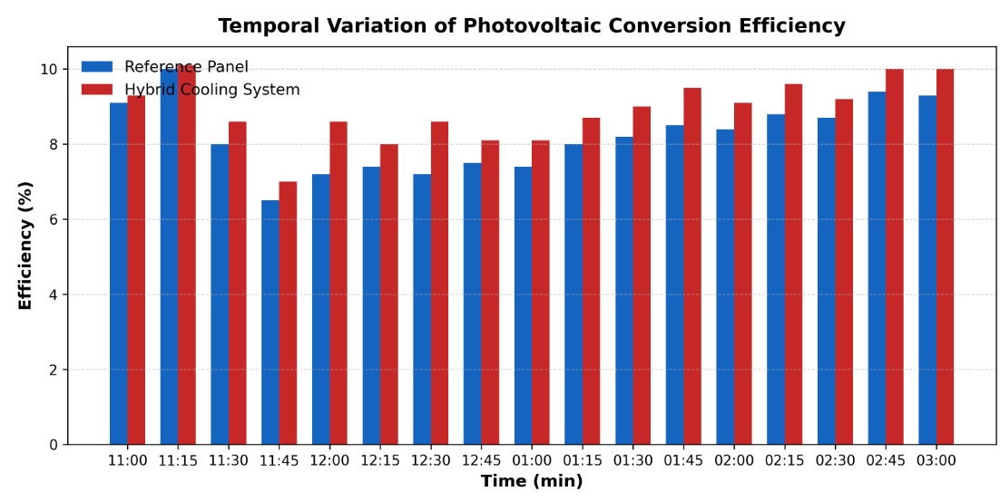 Temporal Variation of Photovoltaic Conversion Efficiency
Reference Panel
Hybrid Cooling System
Efficiency (%)
10
8
6
4
2
0
11:00 11:15 11:30 11:45 12:00 12:15 12:30 12:45 01:00 01:15 01:30 01:45 02:00 02:15 02:30 02:45 03:00
Time (min)